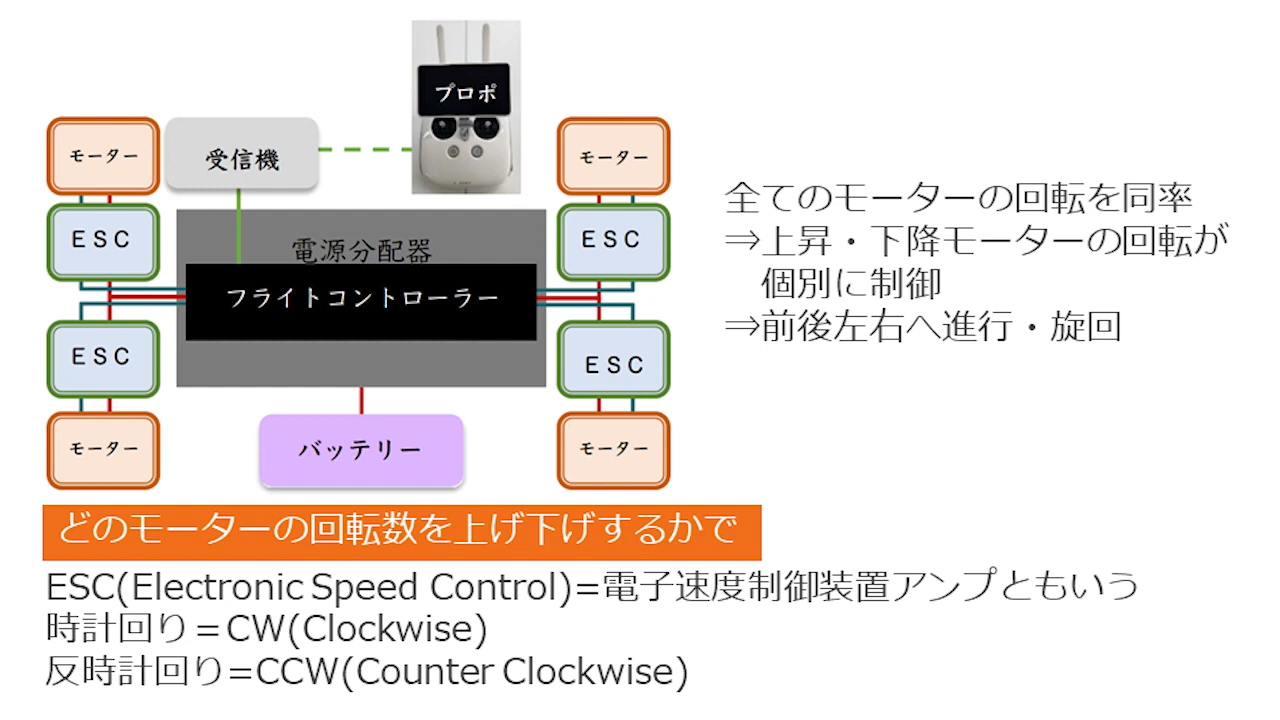 プロポ
モーター
受信機
モーター
ESC
電源分配器
ESC
フライトコントローラー
ESC
ESC
モーター
バッテリー
モーター
全てのモーターの回転を同率
⇒上昇・下降モーターの回転が
個別に制御
⇒前後左右へ進行・旋回
どのモーターの回転数を上げ下げするかで
ESC(Electronic Speed Control)=電子速度制御装置アンプともいう
時計回り＝CW(Clockwise)
反時計回り=CCW(Counter Clockwise)